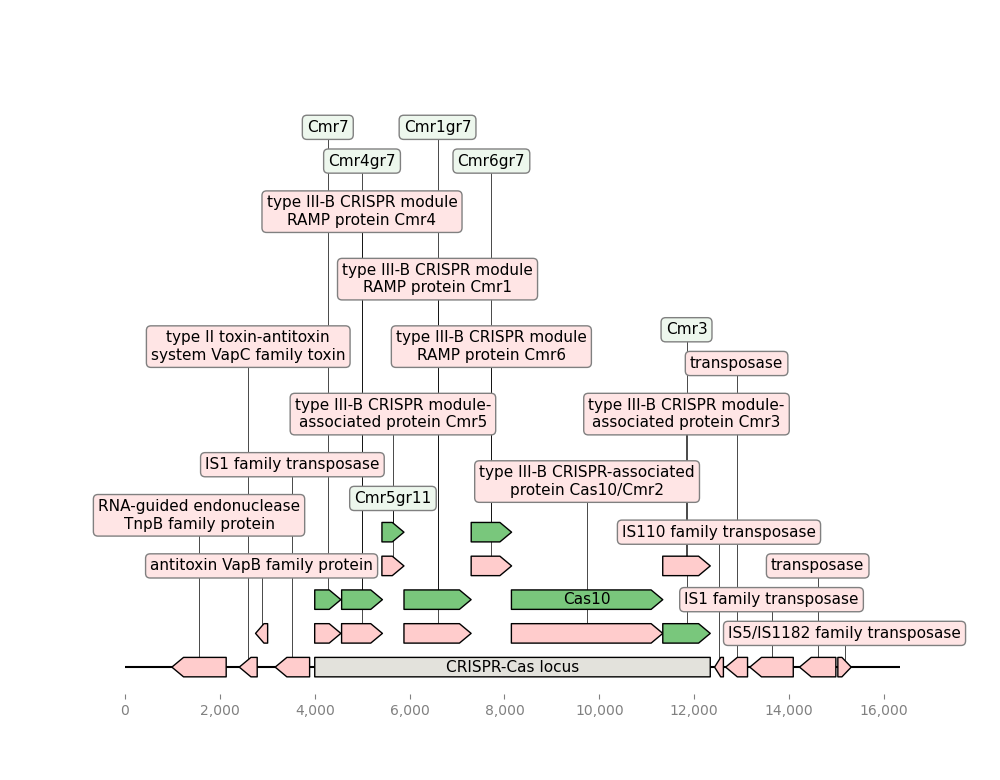 Cmr7
Cmr1gr7
Cmr4gr7
Cmr6gr7
type III-B CRISPR module
RAMP protein Cmr4
type III-B CRISPR module
RAMP protein Cmr1
Cmr3
type II toxin-antitoxin
system VapC family toxin
type III-B CRISPR module
RAMP protein Cmr6
transposase
type III-B CRISPR module-
associated protein Cmr5
type III-B CRISPR module-
associated protein Cmr3
IS1 family transposase
type III-B CRISPR-associated
protein Cas10/Cmr2
Cmr5gr11
RNA-guided endonuclease
TnpB family protein
IS110 family transposase
antitoxin VapB family protein
transposase
Cas10
IS1 family transposase
IS5/IS1182 family transposase
CRISPR-Cas locus
0 2,000 4,000 6,000 8,000 10,000 12,000 14,000 16,000